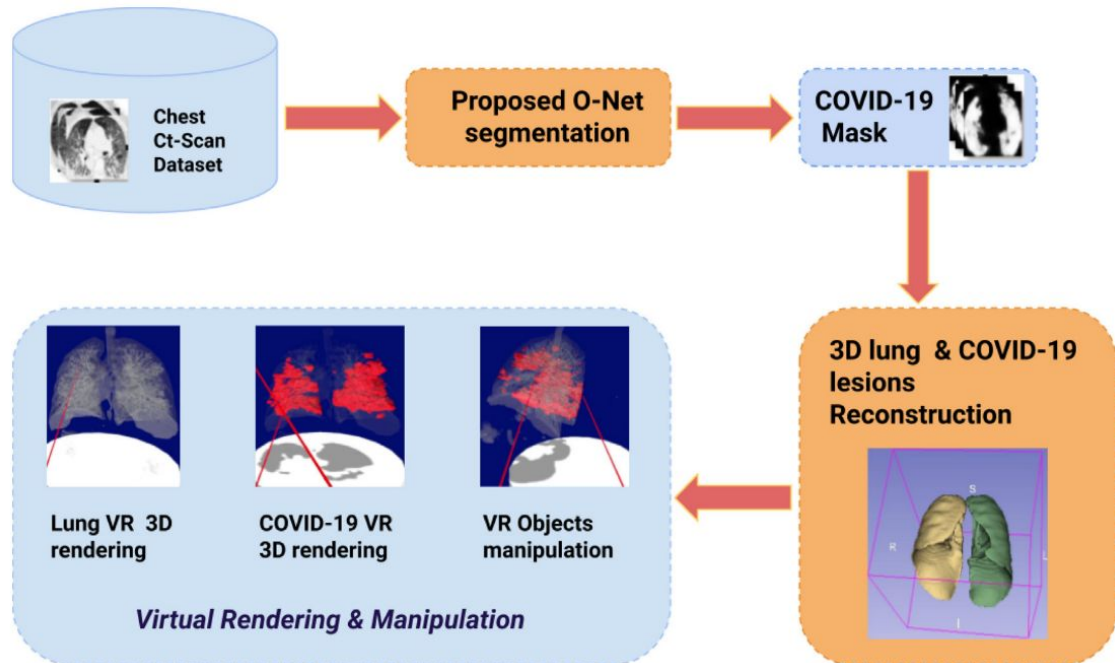 Chest
Ct-Scan
Dataset
Proposed O-Net
segmentation
COVID-19
Mask
3D lung & COVID-19
lesions
Reconstruction
S
R
L
I
Lung VR 3D
rendering
COVID-19 VR
3D rendering
VR Objects
manipulation
Virtual Rendering & Manipulation